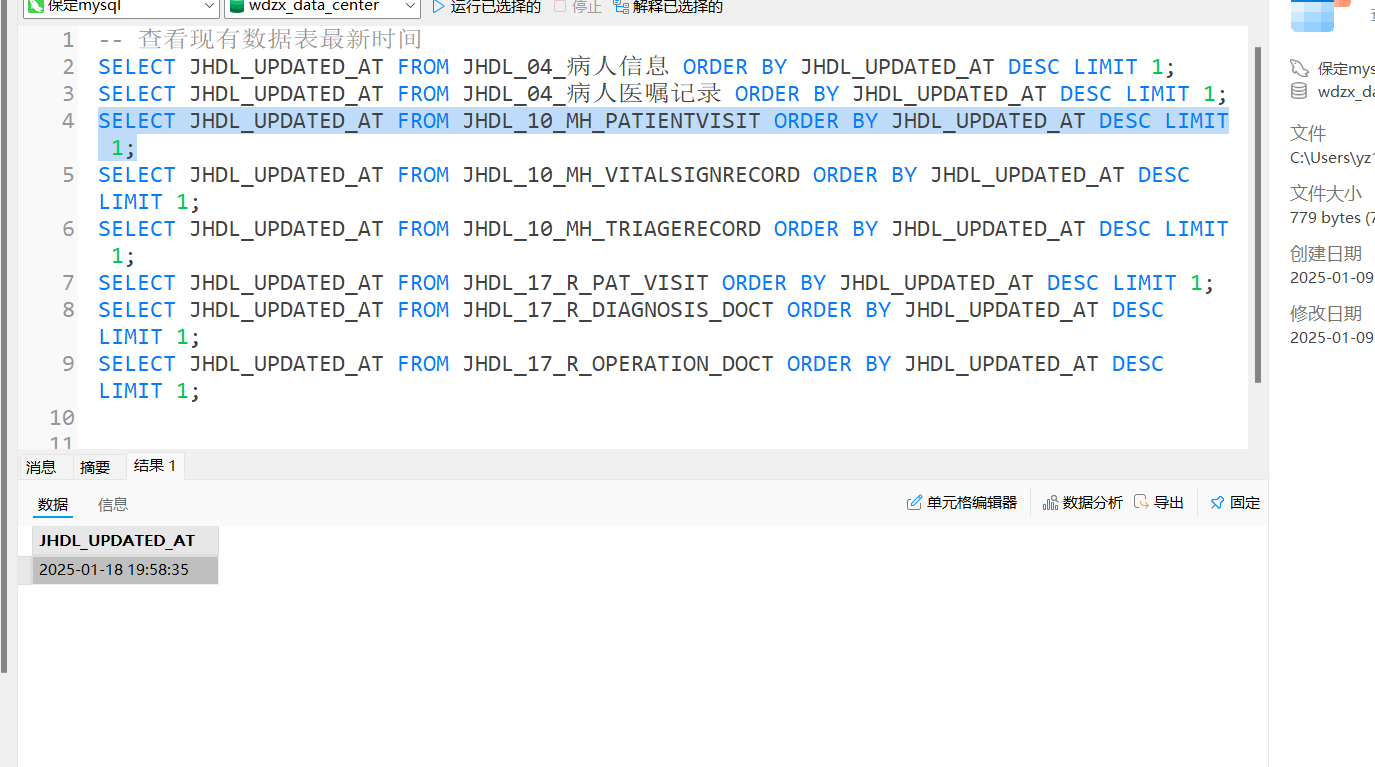 保定mysql
wdzx_data_center
运行已选择的
停止
解释已选择的
1 -- 查看现有数据表最新时间
2 SELECT JHDL_UPDATED_AT FROM JHDL_04_病人信息 ORDER BY JHDL_UPDATED_AT DESC LIMIT 1;
3 SELECT JHDL_UPDATED_AT FROM JHDL_04_病人医嘱记录 ORDER BY JHDL_UPDATED_AT DESC LIMIT 1;
4 SELECT JHDL_UPDATED_AT FROM JHDL_10_MH_PATIENTVISIT ORDER BY JHDL_UPDATED_AT DESC LIMIT
1;
5 SELECT JHDL_UPDATED_AT FROM JHDL_10_MH_VITALSIGNRECORD ORDER BY JHDL_UPDATED_AT DESC
LIMIT 1;
6 SELECT JHDL_UPDATED_AT FROM JHDL_10_MH_TRIAGERECORD ORDER BY JHDL_UPDATED_AT DESC LIMIT
1;
7 SELECT JHDL_UPDATED_AT FROM JHDL_17_R_PAT_VISIT ORDER BY JHDL_UPDATED_AT DESC LIMIT 1;
8 SELECT JHDL_UPDATED_AT FROM JHDL_17_R_DIAGNOSIS_DOCT ORDER BY JHDL_UPDATED_AT DESC
LIMIT 1;
9 SELECT JHDL_UPDATED_AT FROM JHDL_17_R_OPERATION_DOCT ORDER BY JHDL_UPDATED_AT DESC
LIMIT 1;
10
11
消息 摘要 结果 1
数据 信息
单元格编辑器 数据分析 导出 固定
JHDL_UPDATED_AT
2025-01-18 19:58:35
保定mys
wdzx_da
文件
C:\Users\yz1
文件大小
779 bytes (7
创建日期
2025-01-09
修改日期
2025-01-09